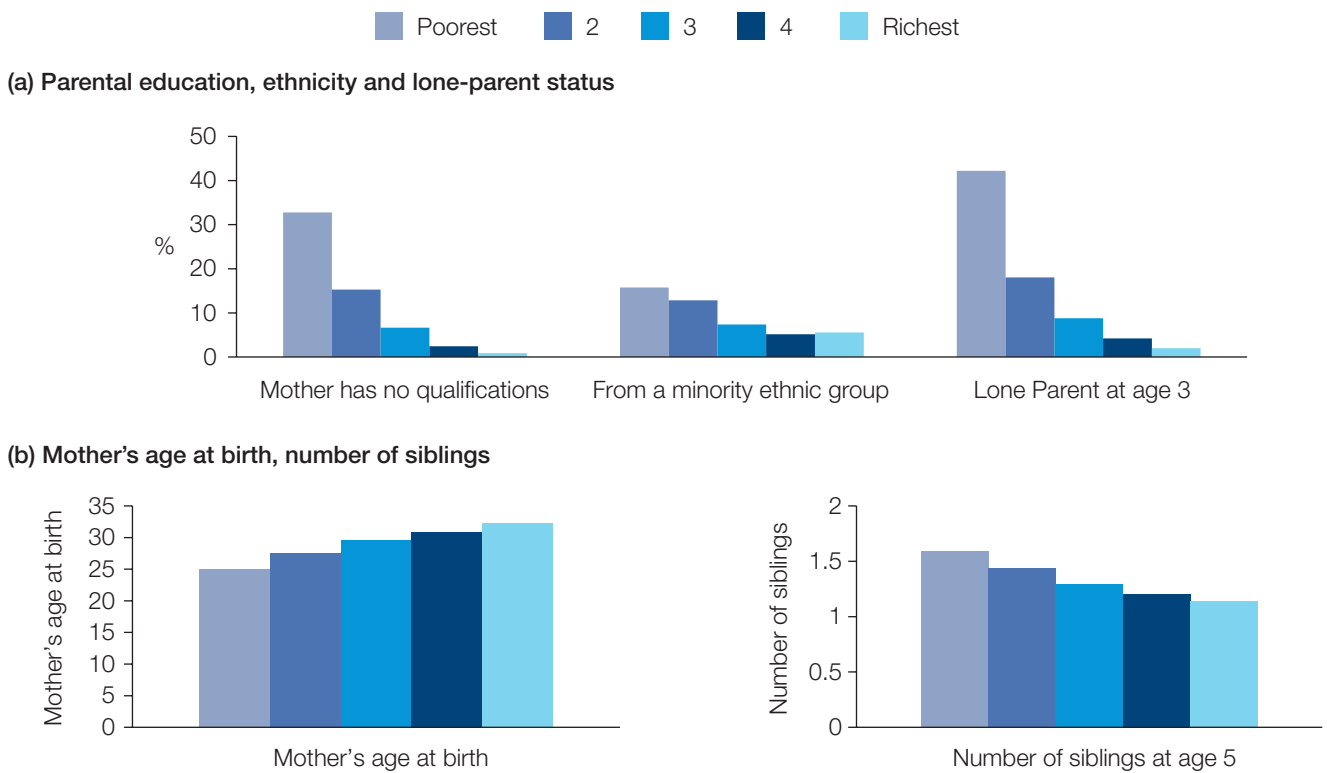 Poorest 2 3 4 Richest
(a) Parental education, ethnicity and lone-parent status
50
40
30
%
20
10
0
Mother has no qualifications From a minority ethnic group Lone Parent at age 3
(b) Mother's age at birth, number of siblings
Mother's age at birth
35
30
25
20
15
10
5
0
Mother's age at birth
Number of siblings
2
1.5
1
0.5
0
Number of siblings at age 5